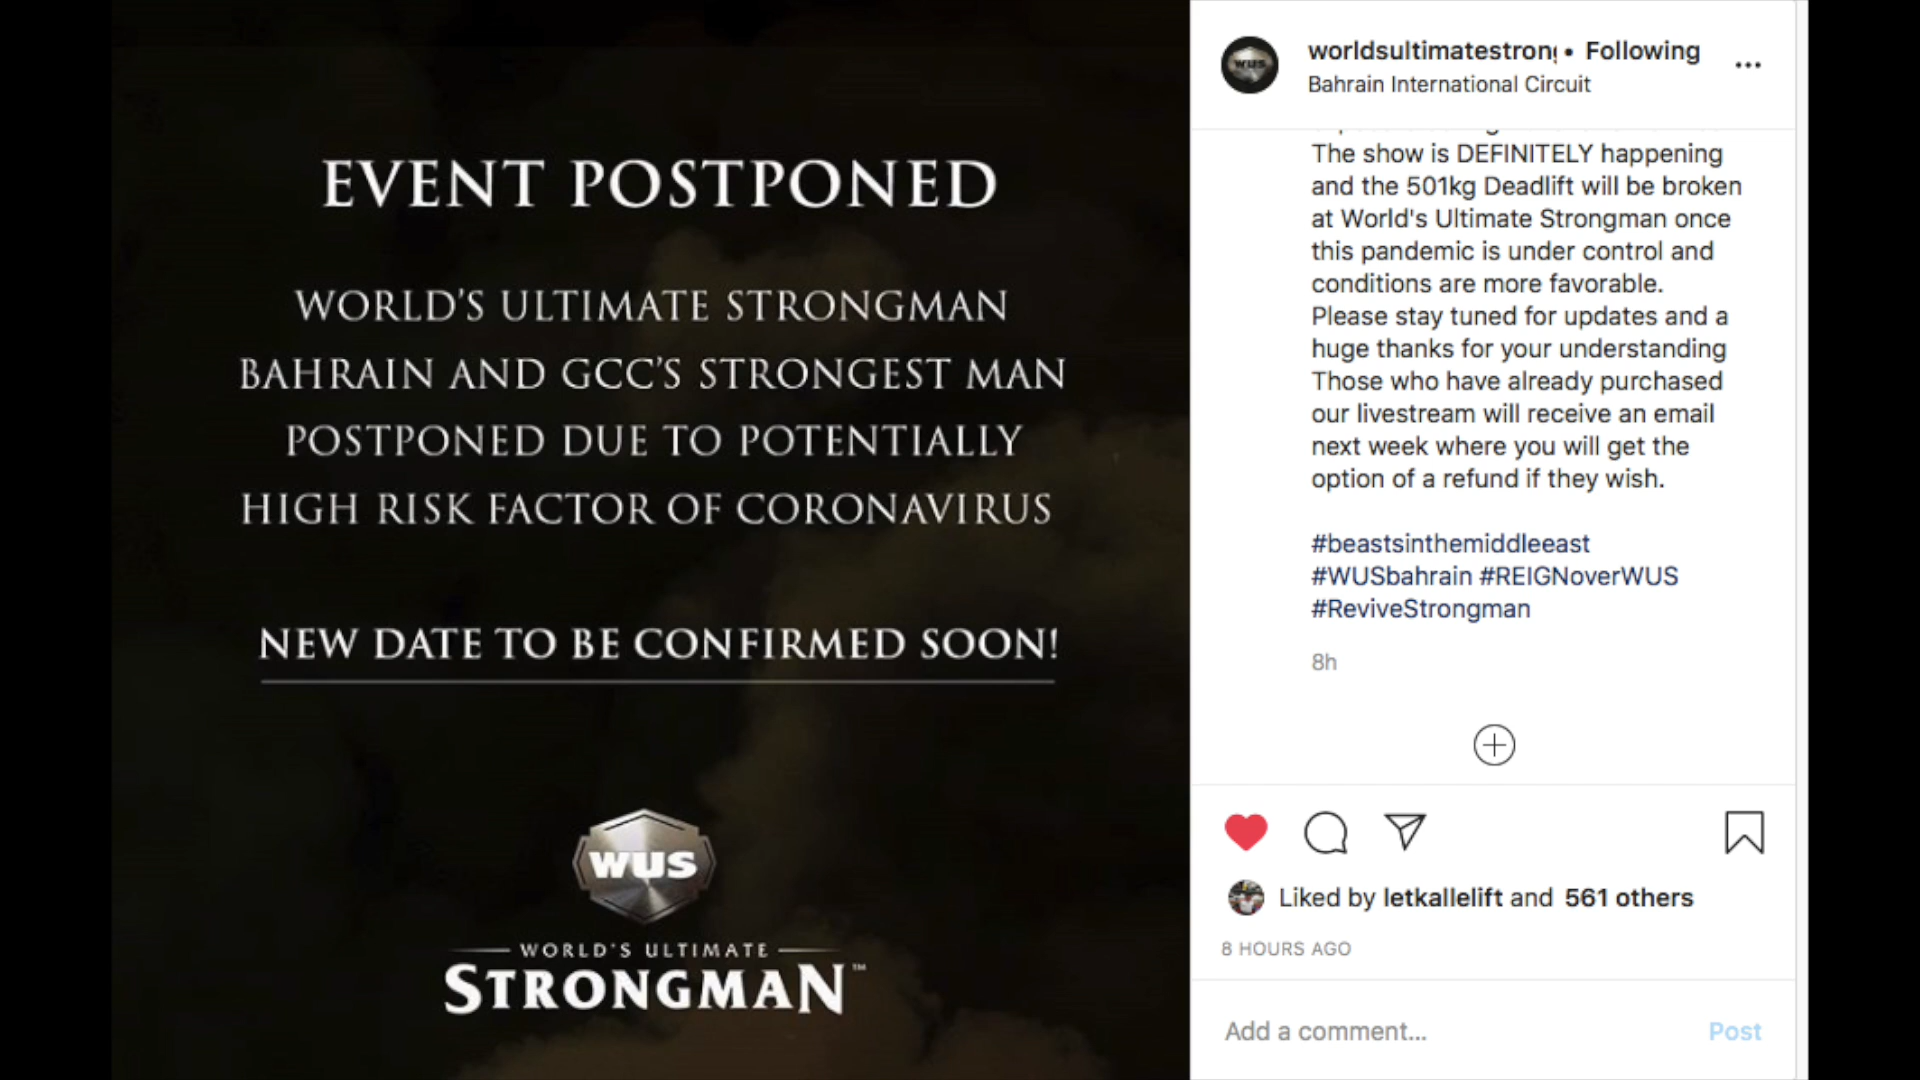 EVENT POSTPONED
WORLD'S ULTIMATE STRONGMAN
BAHRAIN AND GCC'S STRONGEST MAN
POSTPONED DUE TO POTENTIALLY
HIGH RISK FACTOR OF CORONAVIRUS
NEW DATE TO BE CONFIRMED SOON!
WUS
WORLD'S ULTIMATE
STRONGMAN™
WUS
worldsultimatestrong • Following
Bahrain International Circuit
The show is DEFINITELY happening
and the 501kg Deadlift will be broken
at World's Ultimate Strongman once
this pandemic is under control and
conditions are more favorable.
Please stay tuned for updates and a
huge thanks for your understanding
Those who have already purchased
our livestream will receive an email
next week where you will get the
option of a refund if they wish.
#beastsinthemiddleeast
#WUSbahrain #REIGNoverWUS
#ReviveStrongman
8h
Liked by letkallelift and 561 others
8 HOURS AGO
Add a comment...
Post